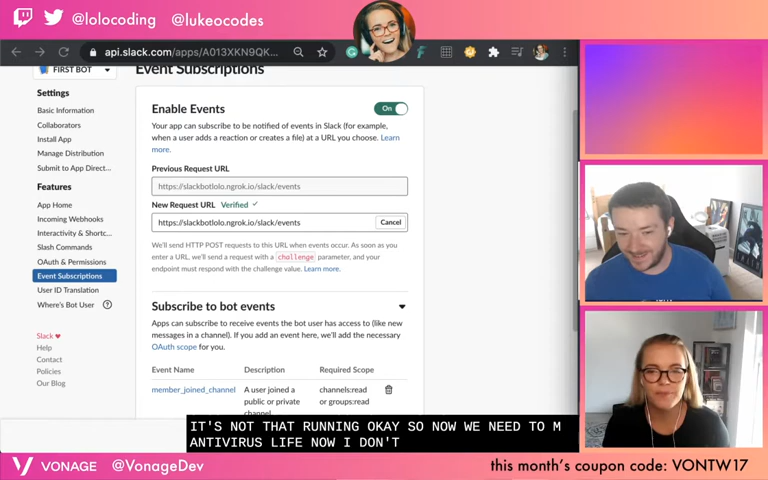 @lolocoding @lukeocodes
api.slack.com/apps/A013XKN9QK...
FIRST BOT
Settings
Basic Information
Collaborators
Install App
Manage Distribution
Submit to App Direct...
Features
App Home
Incoming Webhooks
Interactivity & Shortc...
Slash Commands
OAuth & Permissions
Event Subscriptions
User ID Translation
Where's Bot User
Slack
Help
Contact
Policies
Our Blog
Event Subscriptions
Enable Events
On
Your app can subscribe to be notified of events in Slack (for example,
when a user adds a reaction or creates a file) at a URL you choose. Learn
more.
Previous Request URL
https://slackbotlolo.ngrok.io/slack/events
New Request URL Verified
https://slackbotlolo.ngrok.io/slack/events
Cancel
We'll send HTTP POST requests to this URL when events occur. As soon as you
enter a URL, we'll send a request with a challenge parameter, and your
endpoint must respond with the challenge value. Learn more.
Subscribe to bot events
Apps can subscribe to receive events the bot user has access to (like new
messages in a channel). If you add an event here, we'll add the necessary
OAuth scope for you.
Event Name Description Required Scope
member_joined_channel A user joined a channels:read
public or private or groups:read
channel
IT'S NOT THAT RUNNING OKAY SO NOW WE NEED TO M
ANTIVIRUS LIFE NOW I DON'T
VONAGE @VonageDev
this month's coupon code: VONTW17